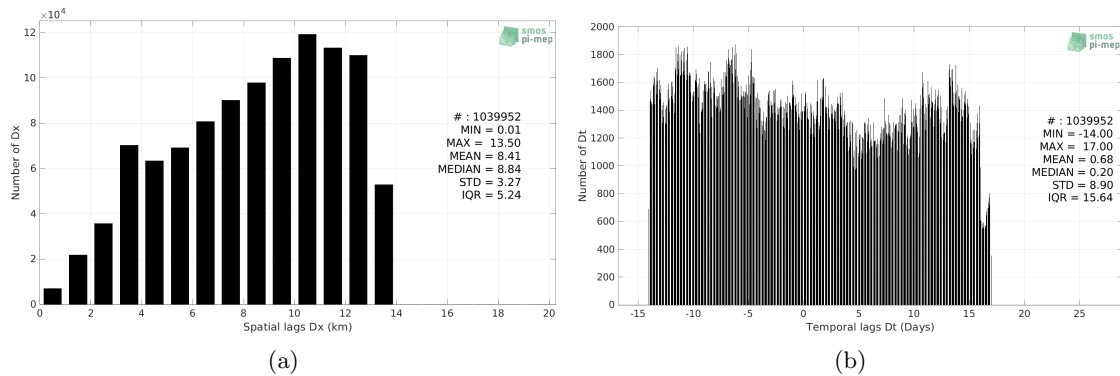 ×10⁴
12
10
8
6
4
2
0
0 2 4 6 8 10 12 14 16 18 20
Number of Dx
Spatial lags Dx (km)
smos
pi-mep
# : 1039952
MIN = 0.01
MAX = 13.50
MEAN = 8.41
MEDIAN = 8.84
STD = 3.27
IQR = 5.24
(a)
2000
1800
1600
1400
1200
1000
800
600
400
200
0
-15 -10 -5 0 5 10 15 20 25
Number of Dt
Temporal lags Dt (Days)
smos
pi-mep
# : 1039952
MIN = -14.00
MAX = 17.00
MEAN = 0.68
MEDIAN = 0.20
STD = 8.90
IQR = 15.64
(b)